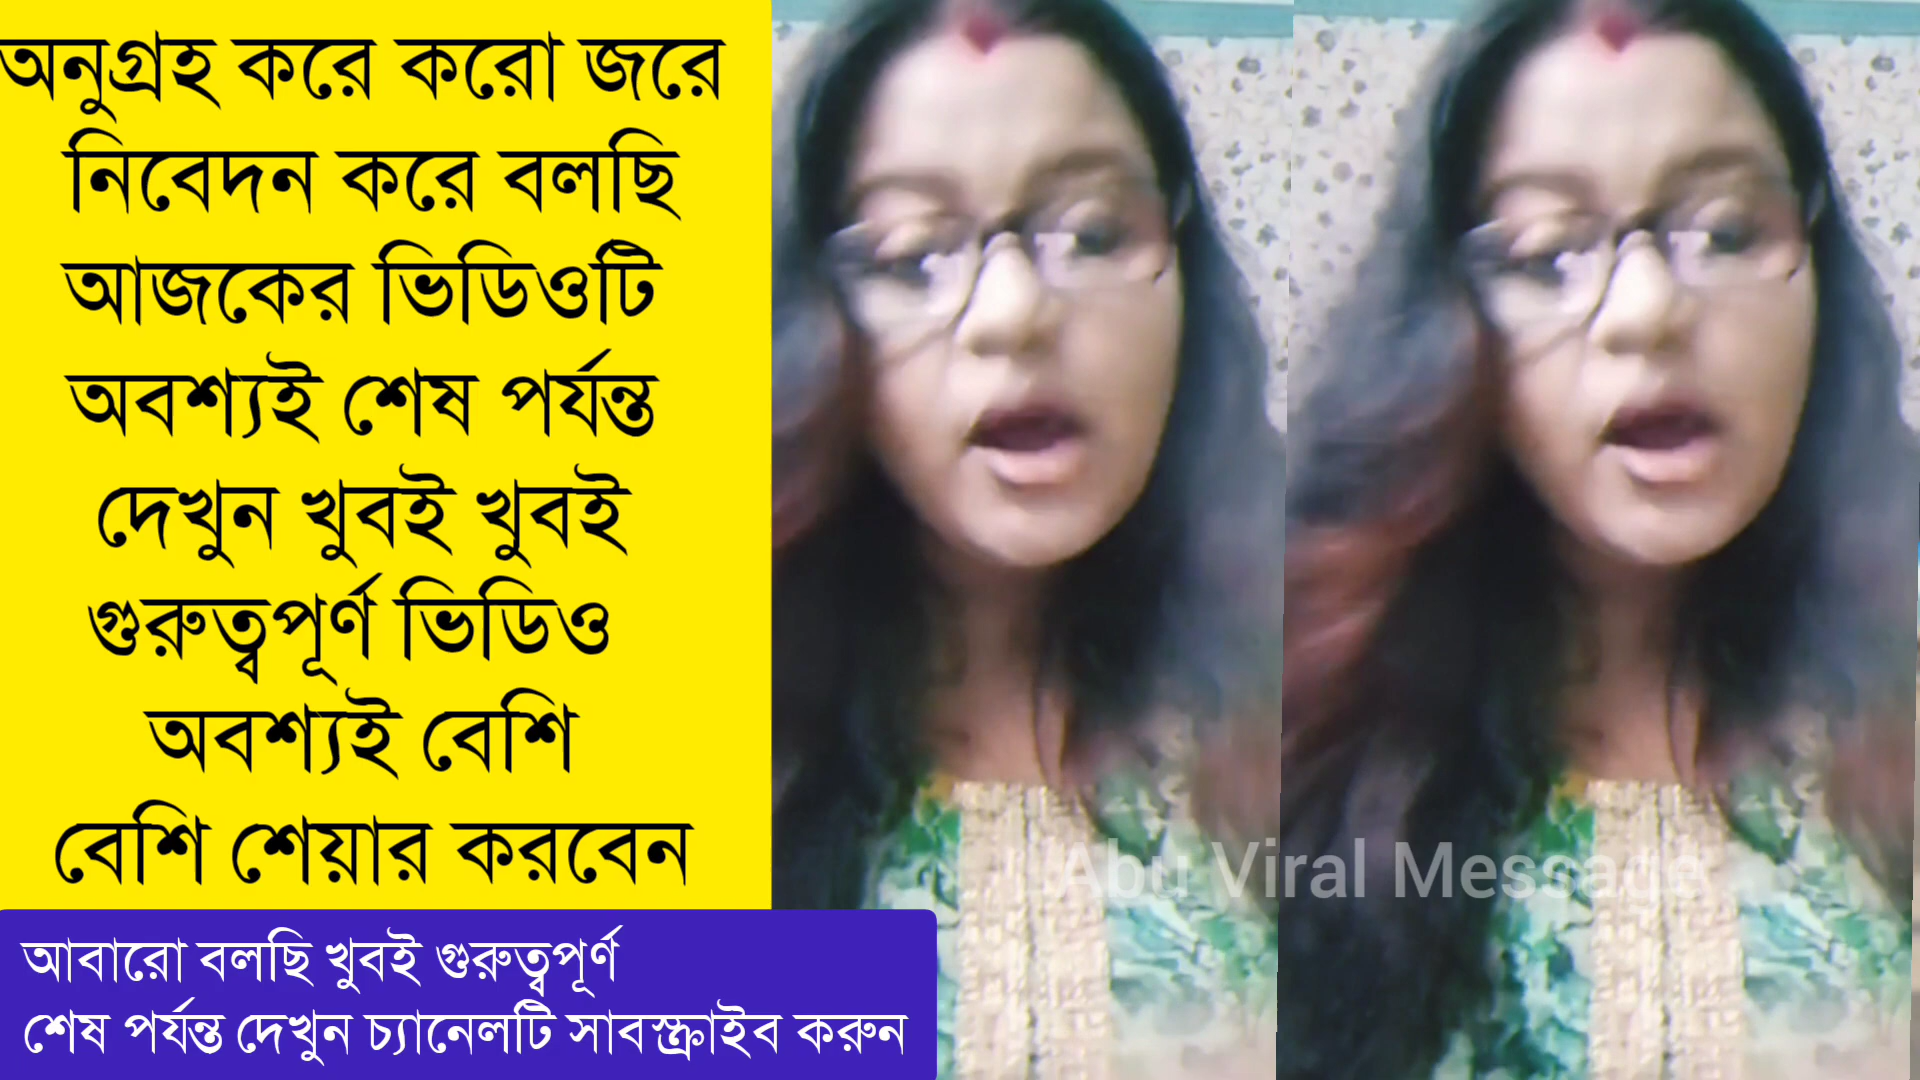 অনুগ্রহ করে করো জরে
নিবেদন করে বলছি
আজকের ভিডিওটি
অবশ্যই শেষ পর্যন্ত
দেখুন খুবই খুবই
গুরুত্বপূর্ণ ভিডিও
অবশ্যই বেশি
বেশি শেয়ার করবেন
আবারো বলছি খুবই গুরুত্বপূর্ণ
শেষ পর্যন্ত দেখুন চ্যানেলটি সাবস্ক্রাইব করুন
Abu Viral Message